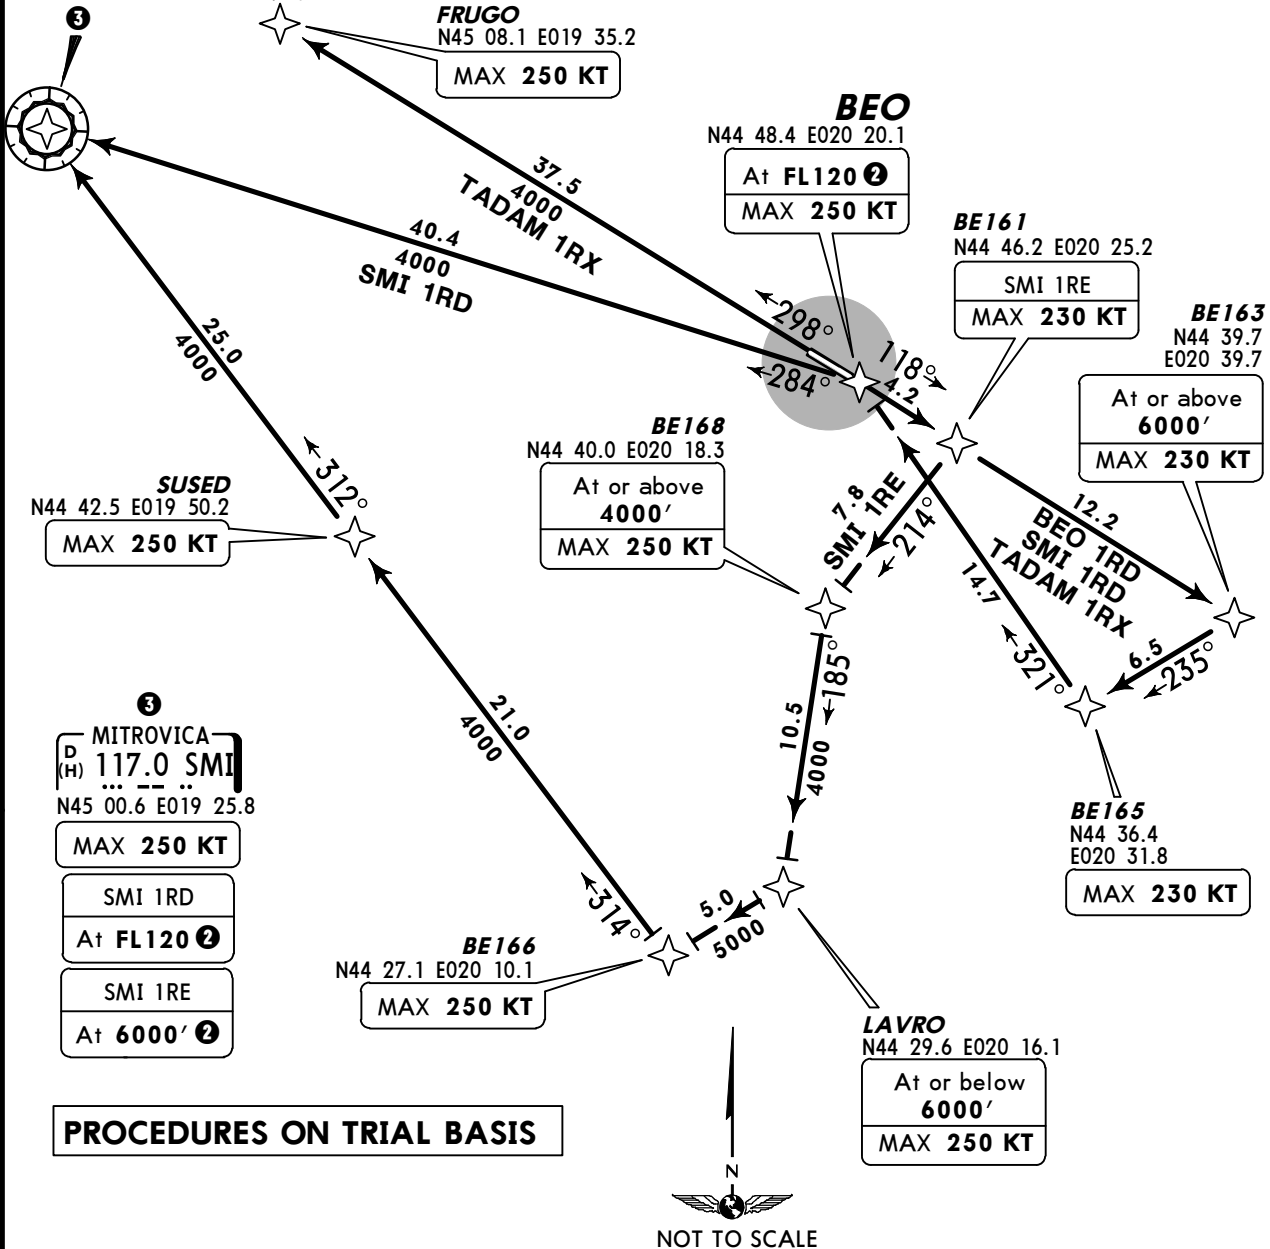 ❸
FRUGO
N45 08.1 E019 35.2
MAX 250 KT
BEO
N44 48.4 E020 20.1
At FL120 ❷
MAX 250 KT
37.5
4000
TADAM 1RX
40.4
4000
SMI 1RD
BE161
N44 46.2 E020 25.2
SMI 1RE
MAX 230 KT
BE163
N44 39.7
E020 39.7
At or above
6000'
MAX 230 KT
298°
284°
118°
4.2
25.0
4000
BE168
N44 40.0 E020 18.3
At or above
4000'
MAX 250 KT
7.8
SMI 1RE
214°
12.2
BEO 1RD
SMI 1RD
TADAM 1RX
312°
SUSED
N44 42.5 E019 50.2
MAX 250 KT
14.7
321°
6.5
235°
185°
10.5
4000
21.0
4000
❸
MITROVICA
D
(H) 117.0 SMI
N45 00.6 E019 25.8
MAX 250 KT
SMI 1RD
At FL120 ❷
SMI 1RE
At 6000' ❷
BE165
N44 36.4
E020 31.8
MAX 230 KT
314°
5.0
5000
BE166
N44 27.1 E020 10.1
MAX 250 KT
LAVRO
N44 29.6 E020 16.1
At or below
6000'
MAX 250 KT
PROCEDURES ON TRIAL BASIS
N
NOT TO SCALE